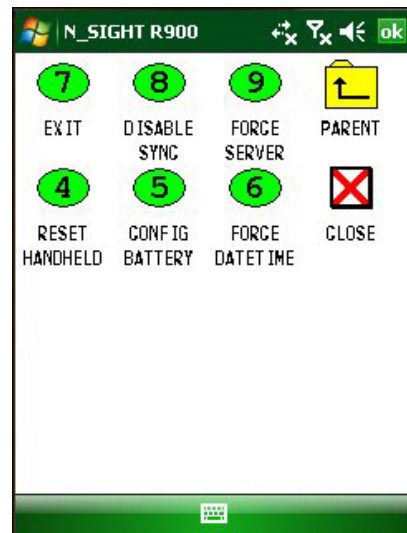 N_SIGHT R900 ok
7 8 9
EXIT DISABLE FORCE PARENT
SYNC SERVER
4 5 6
RESET CONFIG FORCE CLOSE
HANDHELD BATTERY DATETIME